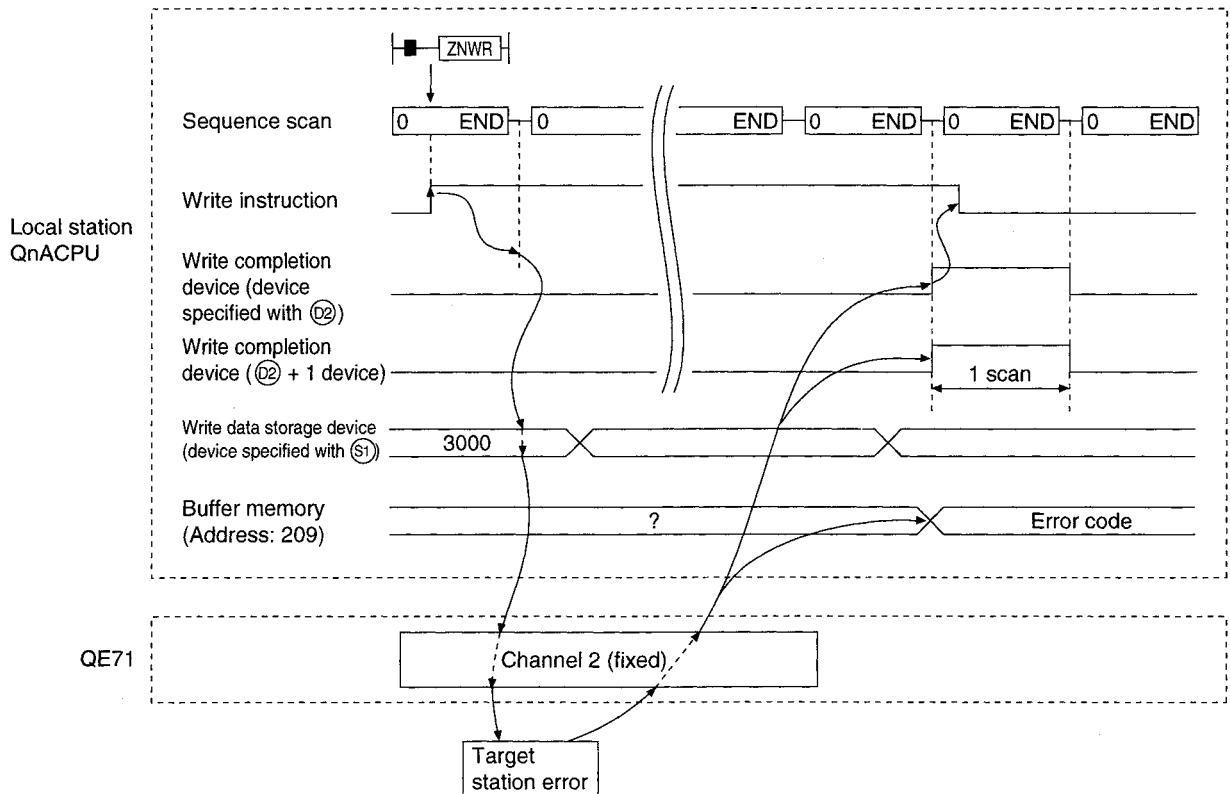 ZNWR
Sequence scan
0 END 0 END 0 END 0 END 0 END
Write instruction
Local station
QnACPU
Write completion
device (device
specified with D2)
Write completion
device (D2 + 1 device)
1 scan
Write data storage device
(device specified with S1)
3000
Buffer memory
(Address: 209)
?
Error code
QE71
Channel 2 (fixed)
Target
station error